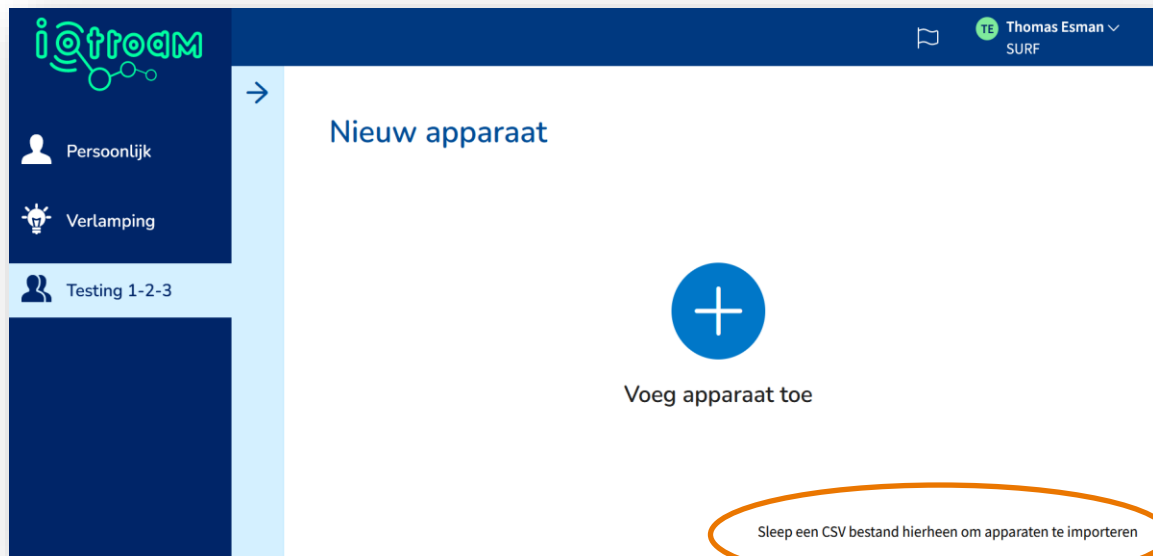 iotroam
TE
Thomas Esman
SURF
Persoonlijk
Verlamping
Testing 1-2-3
Nieuw apparaat
Voeg apparaat toe
Sleep een CSV bestand hierheen om apparaten te importeren